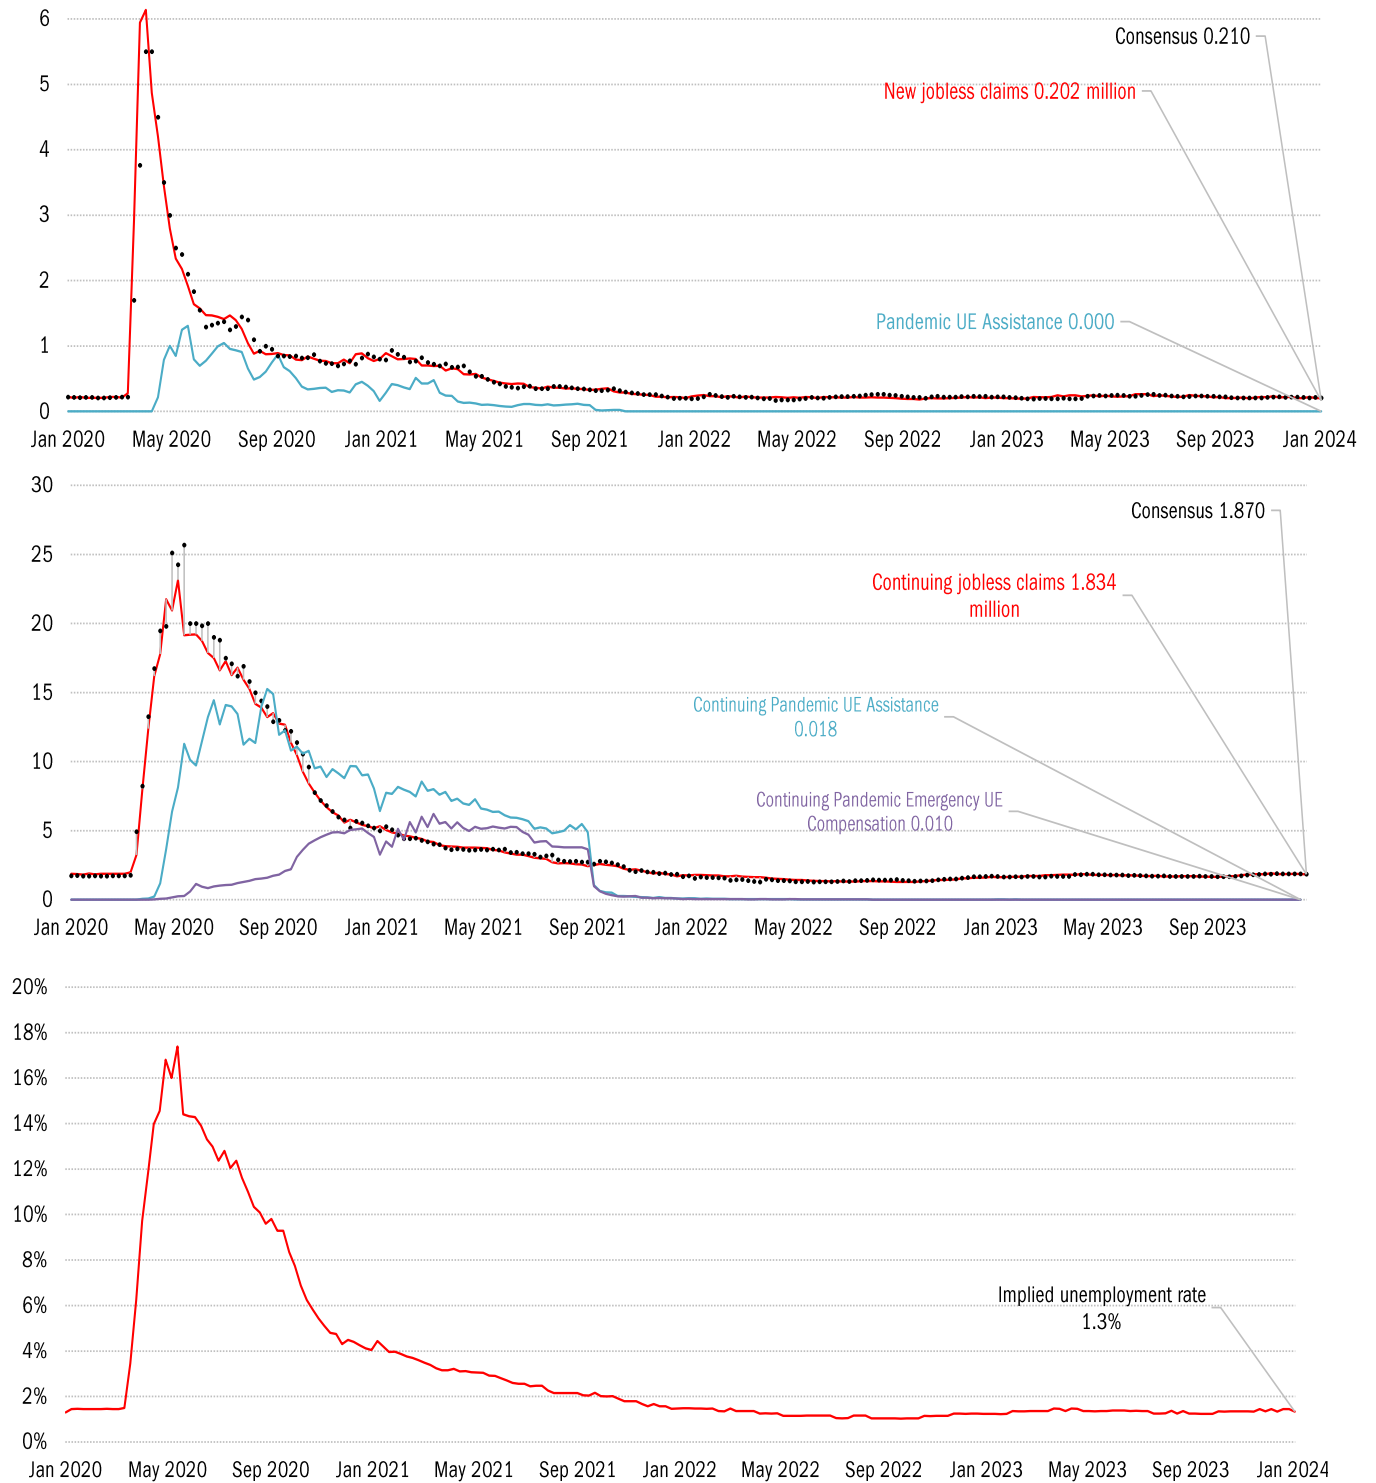 6
Consensus 0.210
5
New jobless claims 0.202 million
4
3
2
Pandemic UE Assistance 0.000
1
0
Jan 2020 May 2020 Sep 2020 Jan 2021 May 2021 Sep 2021 Jan 2022 May 2022 Sep 2022 Jan 2023 May 2023 Sep 2023 Jan 2024
30
Consensus 1.870
25
Continuing jobless claims 1.834
million
20
15
Continuing Pandemic UE Assistance
0.018
10
Continuing Pandemic Emergency UE
Compensation 0.010
5
0
Jan 2020 May 2020 Sep 2020 Jan 2021 May 2021 Sep 2021 Jan 2022 May 2022 Sep 2022 Jan 2023 May 2023 Sep 2023
20%
18%
16%
14%
12%
10%
8%
Implied unemployment rate
1.3%
6%
4%
2%
0%
Jan 2020 May 2020 Sep 2020 Jan 2021 May 2021 Sep 2021 Jan 2022 May 2022 Sep 2022 Jan 2023 May 2023 Sep 2023 Jan 2024